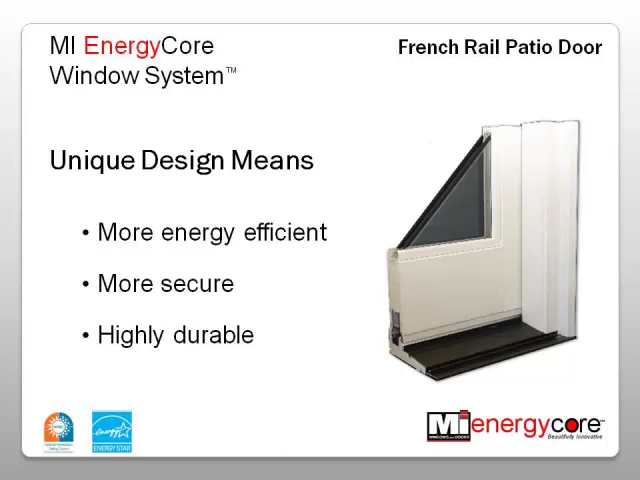 MI EnergyCore
Window System™
French Rail Patio Door
Unique Design Means
• More energy efficient
• More secure
• Highly durable
ENERGY STAR
Mi energycore™
WINDOWS AND DOORS
Beautifully Innovative